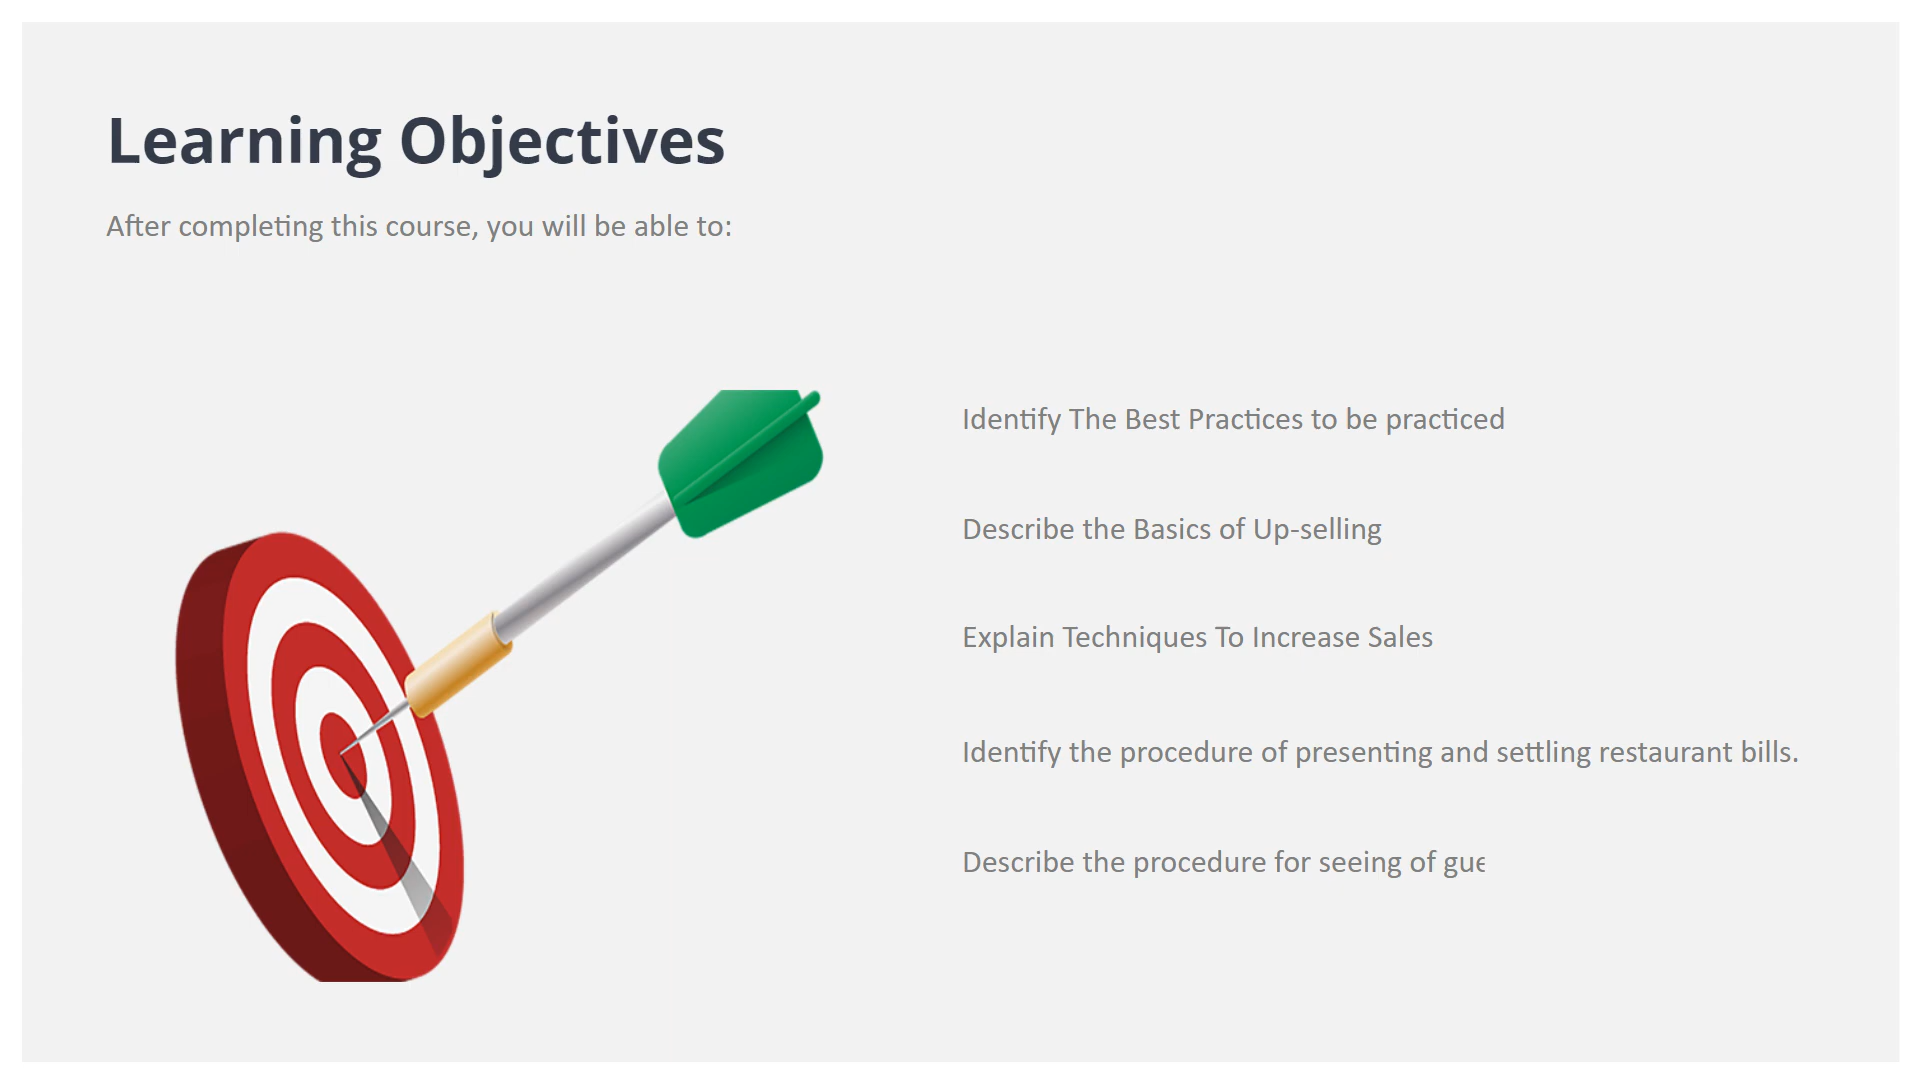 Learning Objectives
After completing this course, you will be able to:
Identify The Best Practices to be practiced
Describe the Basics of Up-selling
Explain Techniques To Increase Sales
Identify the procedure of presenting and settling restaurant bills.
Describe the procedure for seeing of gue